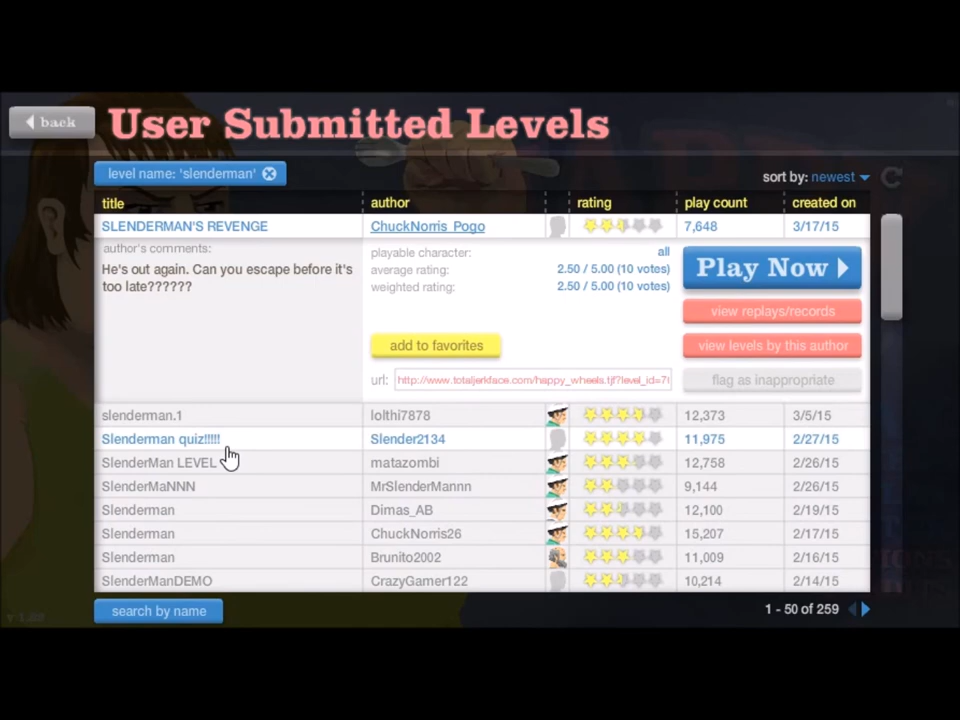 back
User Submitted Levels
level name: 'slenderman'
sort by: newest
title author rating play count created on
SLENDERMAN'S REVENGE ChuckNorris_Pogo 7,648 3/17/15
author's comments:
He's out again. Can you escape before it's
too late??????
playable character: all
average rating: 2.50 / 5.00 (10 votes)
weighted rating: 2.50 / 5.00 (10 votes)
add to favorites
url: http://www.totaljerkface.com/happy_wheels.tjf?level_id=7
Play Now
view replays/records
view levels by this author
flag as inappropriate
slenderman.1 lolthi7878 12,373 3/5/15
Slenderman quiz!!!!! Slender2134 11,975 2/27/15
SlenderMan LEVEL matazombi 12,758 2/26/15
SlenderMaNNN MrSlenderMannn 9,144 2/26/15
Slenderman Dimas_AB 12,100 2/19/15
Slenderman ChuckNorris26 15,207 2/17/15
Slenderman Brunito2002 11,009 2/16/15
SlenderManDEMO CrazyGamer122 10,214 2/14/15
search by name
1 - 50 of 259